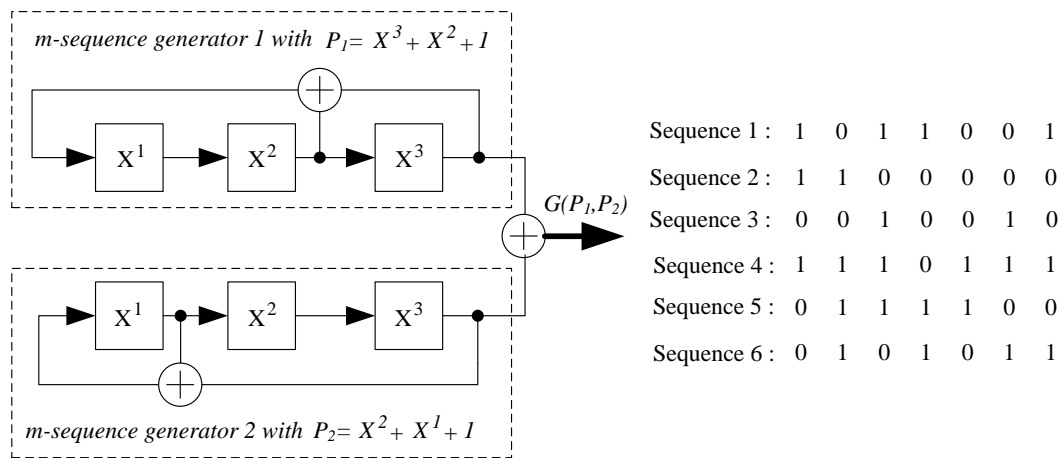 m-sequence generator 1 with P₁= X³+ X²+1
X¹ X² X³
G(P₁,P₂)
X¹ X² X³
m-sequence generator 2 with P₂= X²+ X¹+1
Sequence 1 : 1 0 1 1 0 0 1
Sequence 2 : 1 1 0 0 0 0 0
Sequence 3 : 0 0 1 0 0 1 0
Sequence 4 : 1 1 1 0 1 1 1
Sequence 5 : 0 1 1 1 1 0 0
Sequence 6 : 0 1 0 1 0 1 1